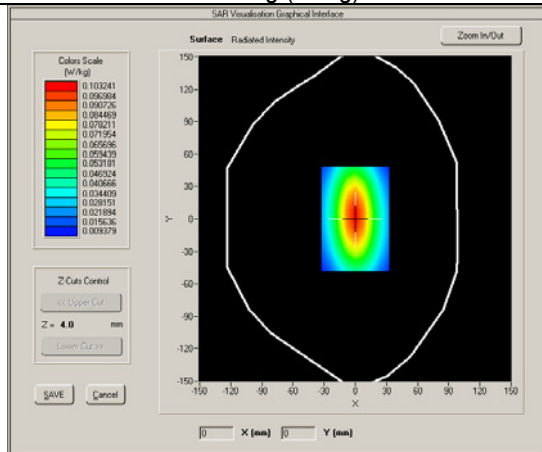 SAR Visualisation Graphical Interface
Surface Radiated Intensity
Zoom In/Out
Colors Scale
(W/kg)
0.103241
0.096984
0.090726
0.084469
0.078211
0.071954
0.065696
0.059439
0.053181
0.046924
0.040666
0.034409
0.028151
0.021894
0.015636
0.009379
Z-Cuts Control
<< Upper Cut
Z = 4.0 mm
Lower Cut >>
SAVE Cancel
150-
120-
90-
60-
30-
0-
-30-
-60-
-90-
-120-
-150-
Y
-150 -120 -90 -60 -30 0 30 60 90 120 150
X
0 X (mm) 0 Y (mm)